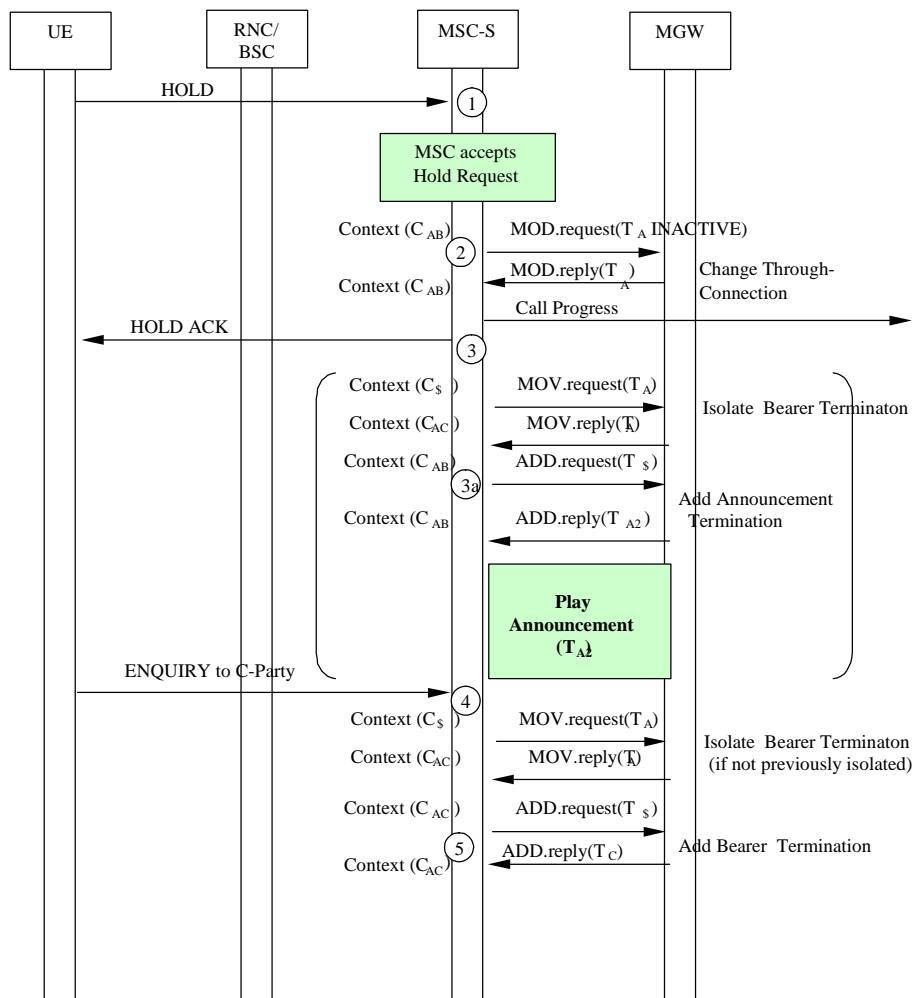 UE
RNC/
BSC
MSC-S
MGW
HOLD
1
MSC accepts
Hold Request
Context (C AB)
MOD.request(T A INACTIVE)
2
MOD.reply(T A)
Context (C AB)
Change Through-
Connection
Call Progress
HOLD ACK
3
Context (C $ )
MOV.request(T A)
Isolate Bearer Terminaton
Context (C AC)
MOV.reply(T A)
Context (C AB)
ADD.request(T $)
3a
Add Announcement
Termination
Context (C AB
ADD.reply(T A2)
Play
Announcement
(T A2)
ENQUIRY to C-Party
4
Context (C $ )
MOV.request(T A)
Isolate Bearer Terminaton
(if not previously isolated)
Context (C AC)
MOV.reply(T A)
Context (C AC)
ADD.request(T $)
5
Add Bearer Termination
ADD.reply(T C)
Context (C AC)